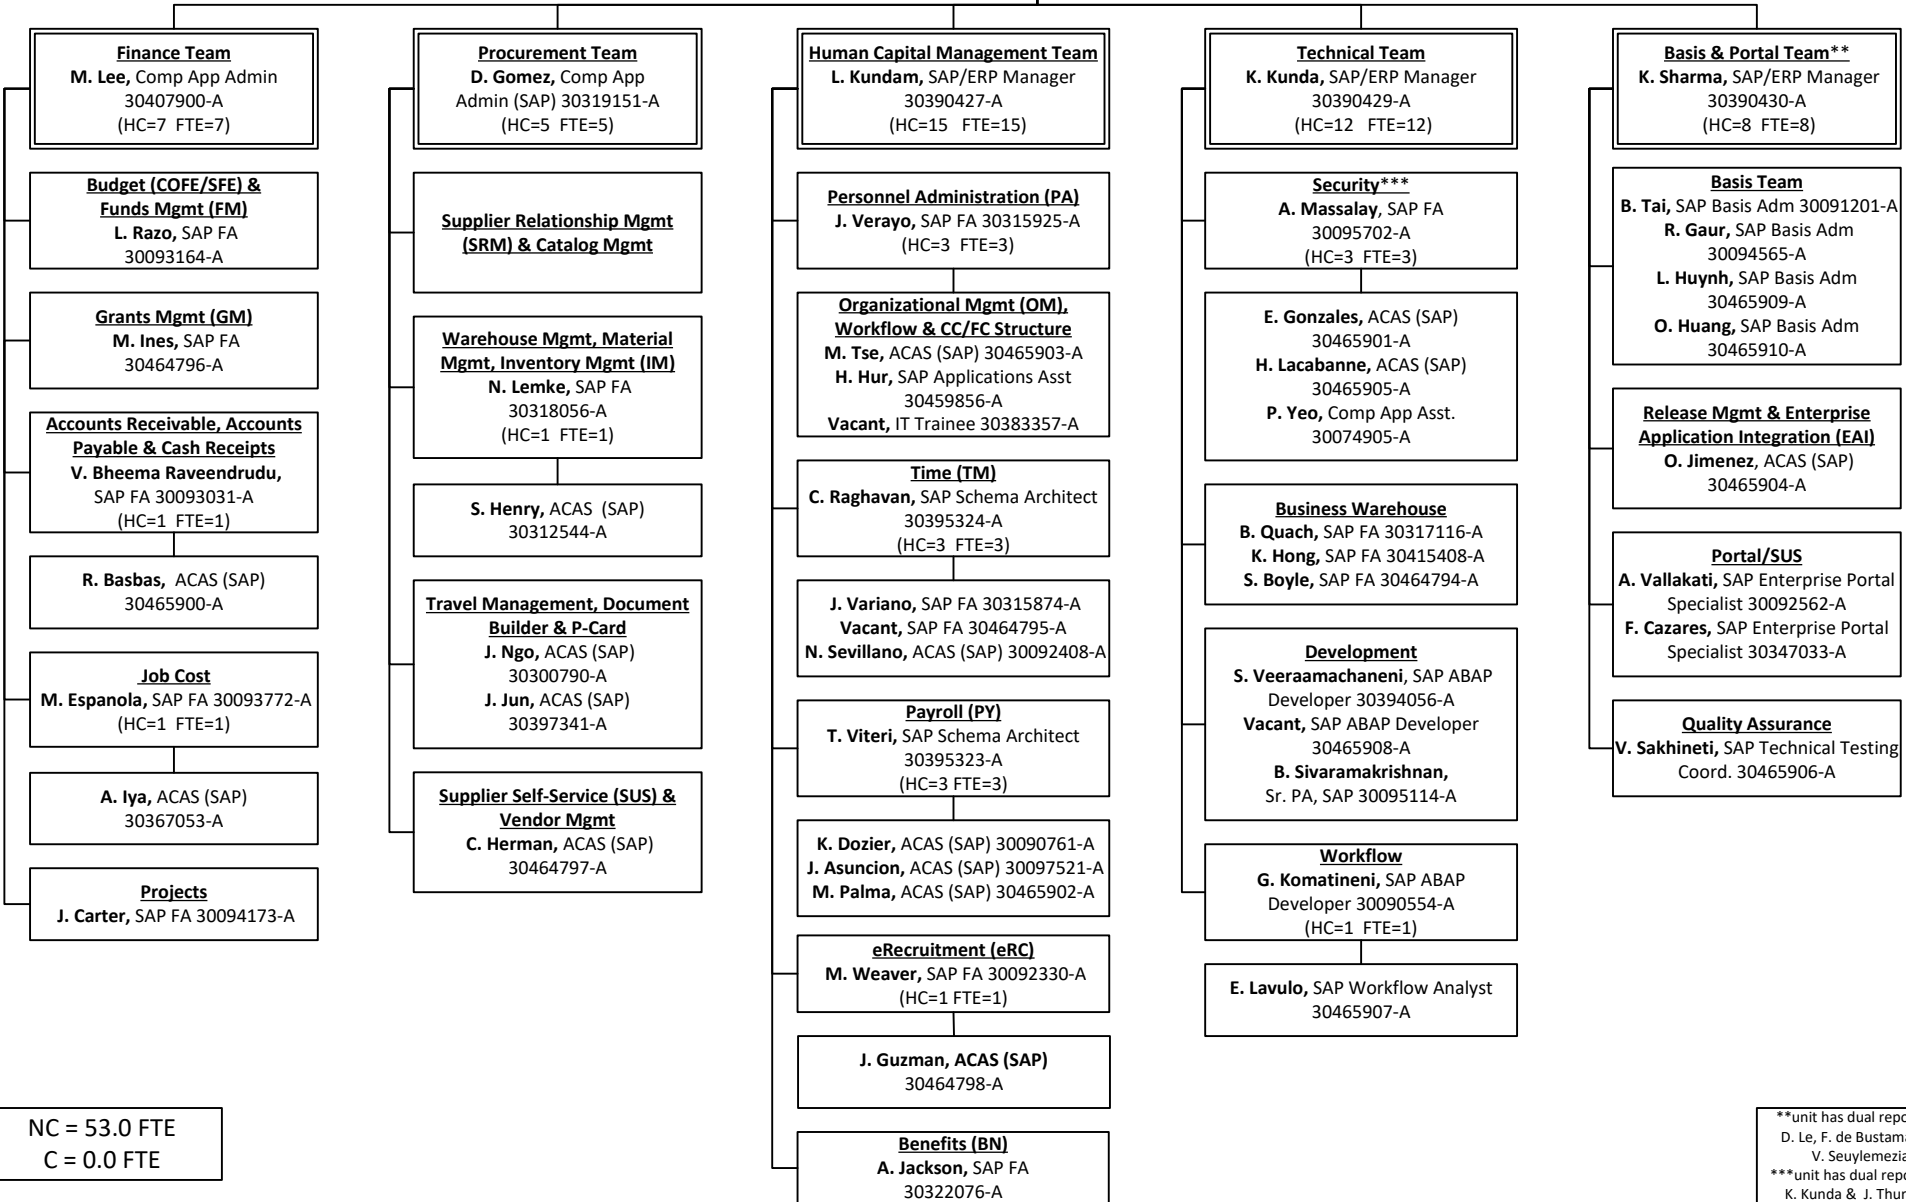 Finance Team
M. Lee, Comp App Admin
30407900-A
(HC=7 FTE=7)
Budget (COFE/SFE) &
Funds Mgmt (FM)
L. Razo, SAP FA
30093164-A
Grants Mgmt (GM)
M. Ines, SAP FA
30464796-A
Accounts Receivable, Accounts
Payable & Cash Receipts
V. Bheema Raveendrudu,
SAP FA 30093031-A
(HC=1 FTE=1)
R. Basbas, ACAS (SAP)
30465900-A
Job Cost
M. Espanola, SAP FA 30093772-A
(HC=1 FTE=1)
A. Iya, ACAS (SAP)
30367053-A
Projects
J. Carter, SAP FA 30094173-A
Procurement Team
D. Gomez, Comp App
Admin (SAP) 30319151-A
(HC=5 FTE=5)
Supplier Relationship Mgmt
(SRM) & Catalog Mgmt
Warehouse Mgmt, Material
Mgmt, Inventory Mgmt (IM)
N. Lemke, SAP FA
30318056-A
(HC=1 FTE=1)
S. Henry, ACAS (SAP)
30312544-A
Travel Management, Document
Builder & P-Card
J. Ngo, ACAS (SAP)
30300790-A
J. Jun, ACAS (SAP)
30397341-A
Supplier Self-Service (SUS) &
Vendor Mgmt
C. Herman, ACAS (SAP)
30464797-A
Human Capital Management Team
L. Kundam, SAP/ERP Manager
30390427-A
(HC=15 FTE=15)
Personnel Administration (PA)
J. Verayo, SAP FA 30315925-A
(HC=3 FTE=3)
Organizational Mgmt (OM),
Workflow & CC/FC Structure
M. Tse, ACAS (SAP) 30465903-A
H. Hur, SAP Applications Asst
30459856-A
Vacant, IT Trainee 30383357-A
Time (TM)
C. Raghavan, SAP Schema Architect
30395324-A
(HC=3 FTE=3)
J. Variano, SAP FA 30315874-A
Vacant, SAP FA 30464795-A
N. Sevillano, ACAS (SAP) 30092408-A
Payroll (PY)
T. Viteri, SAP Schema Architect
30395323-A
(HC=3 FTE=3)
K. Dozier, ACAS (SAP) 30090761-A
J. Asuncion, ACAS (SAP) 30097521-A
M. Palma, ACAS (SAP) 30465902-A
eRecruitment (eRC)
M. Weaver, SAP FA 30092330-A
(HC=1 FTE=1)
J. Guzman, ACAS (SAP)
30464798-A
Benefits (BN)
A. Jackson, SAP FA
30322076-A
Technical Team
K. Kunda, SAP/ERP Manager
30390429-A
(HC=12 FTE=12)
Security***
A. Massalay, SAP FA
30095702-A
(HC=3 FTE=3)
E. Gonzales, ACAS (SAP)
30465901-A
H. Lacabanne, ACAS (SAP)
30465905-A
P. Yeo, Comp App Asst.
30074905-A
Business Warehouse
B. Quach, SAP FA 30317116-A
K. Hong, SAP FA 30415408-A
S. Boyle, SAP FA 30464794-A
Development
S. Veeraamachaneni, SAP ABAP
Developer 30394056-A
Vacant, SAP ABAP Developer
30465908-A
B. Sivaramakrishnan,
Sr. PA, SAP 30095114-A
Workflow
G. Komatineni, SAP ABAP
Developer 30090554-A
(HC=1 FTE=1)
E. Lavulo, SAP Workflow Analyst
30465907-A
Basis & Portal Team**
K. Sharma, SAP/ERP Manager
30390430-A
(HC=8 FTE=8)
Basis Team
B. Tai, SAP Basis Adm 30091201-A
R. Gaur, SAP Basis Adm
30094565-A
L. Huynh, SAP Basis Adm
30465909-A
O. Huang, SAP Basis Adm
30465910-A
Release Mgmt & Enterprise
Application Integration (EAI)
O. Jimenez, ACAS (SAP)
30465904-A
Portal/SUS
A. Vallakati, SAP Enterprise Portal
Specialist 30092562-A
F. Cazares, SAP Enterprise Portal
Specialist 30347033-A
Quality Assurance
V. Sakhineti, SAP Technical Testing
Coord. 30465906-A
NC = 53.0 FTE
C = 0.0 FTE
**unit has dual
D. Le, F. de
V.
***unit has dual
K. Kunda & J.